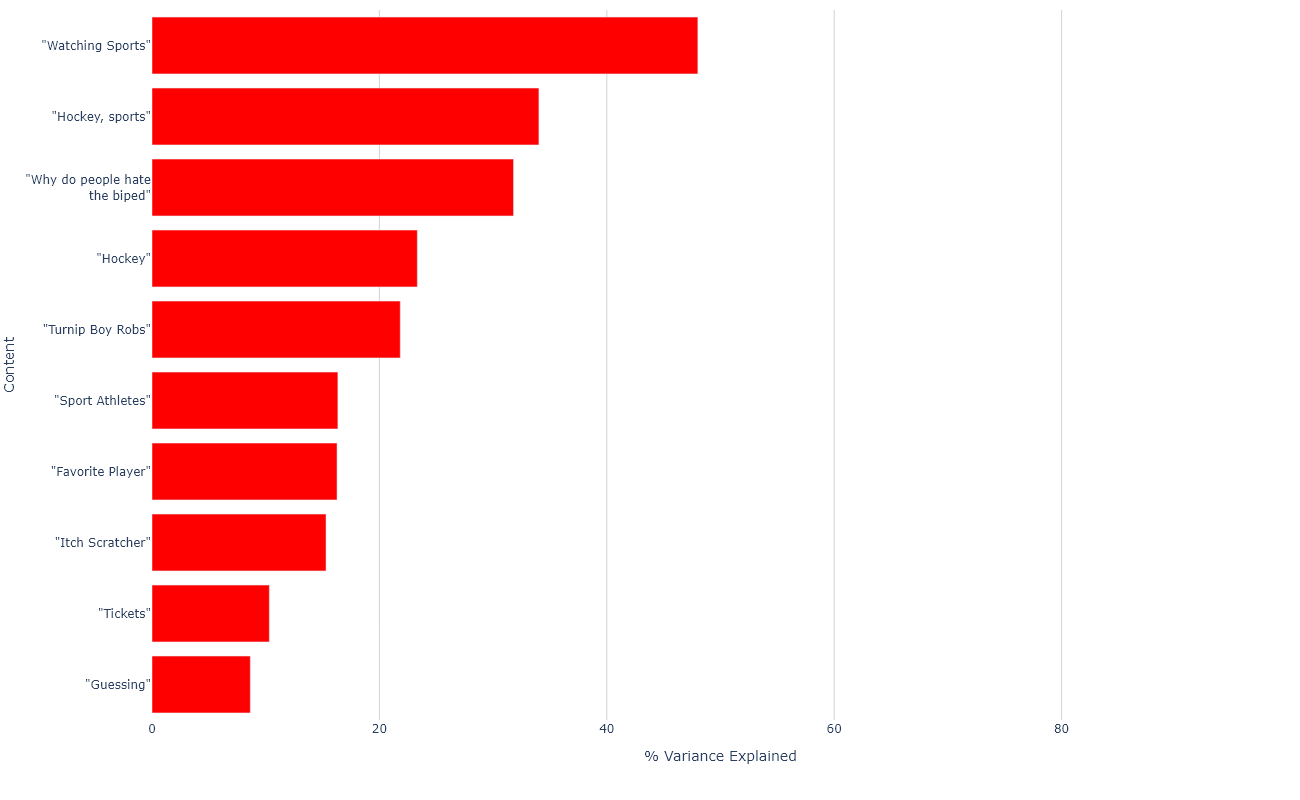 "Watching Sports"
"Hockey, sports"
"Why do people hate
the biped"
"Hockey"
"Turnip Boy Robs"
"Sport Athletes"
"Favorite Player"
"Itch Scratcher"
"Tickets"
"Guessing"
Content
0 20 40 60 80
% Variance Explained